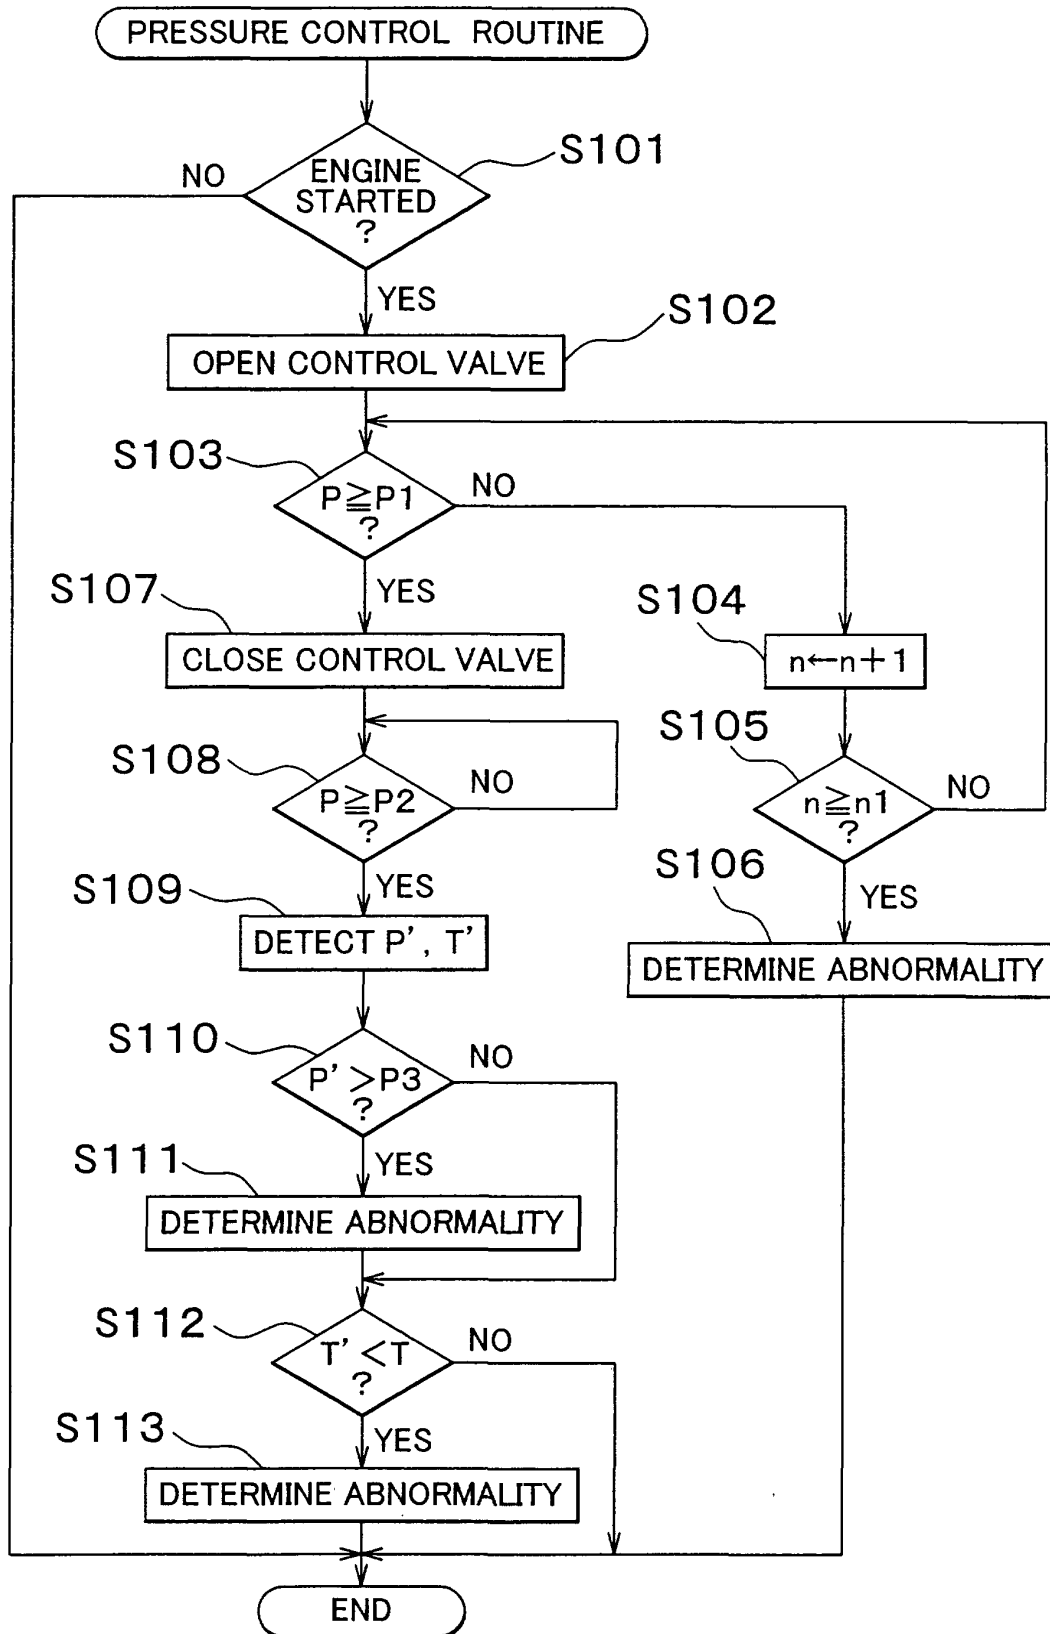 PRESSURE CONTROL ROUTINE
S101
NO
ENGINE
STARTED
?
YES
S102
OPEN CONTROL VALVE
S103
P≧P1
?
NO
YES
S107
CLOSE CONTROL VALVE
S104
n←n+1
S105
n≧n1
?
NO
S108
P≧P2
?
NO
YES
S106
YES
DETERMINE ABNORMALITY
S109
DETECT P', T'
S110
P'>P3
?
NO
YES
S111
DETERMINE ABNORMALITY
S112
T'<T
?
NO
YES
S113
DETERMINE ABNORMALITY
END